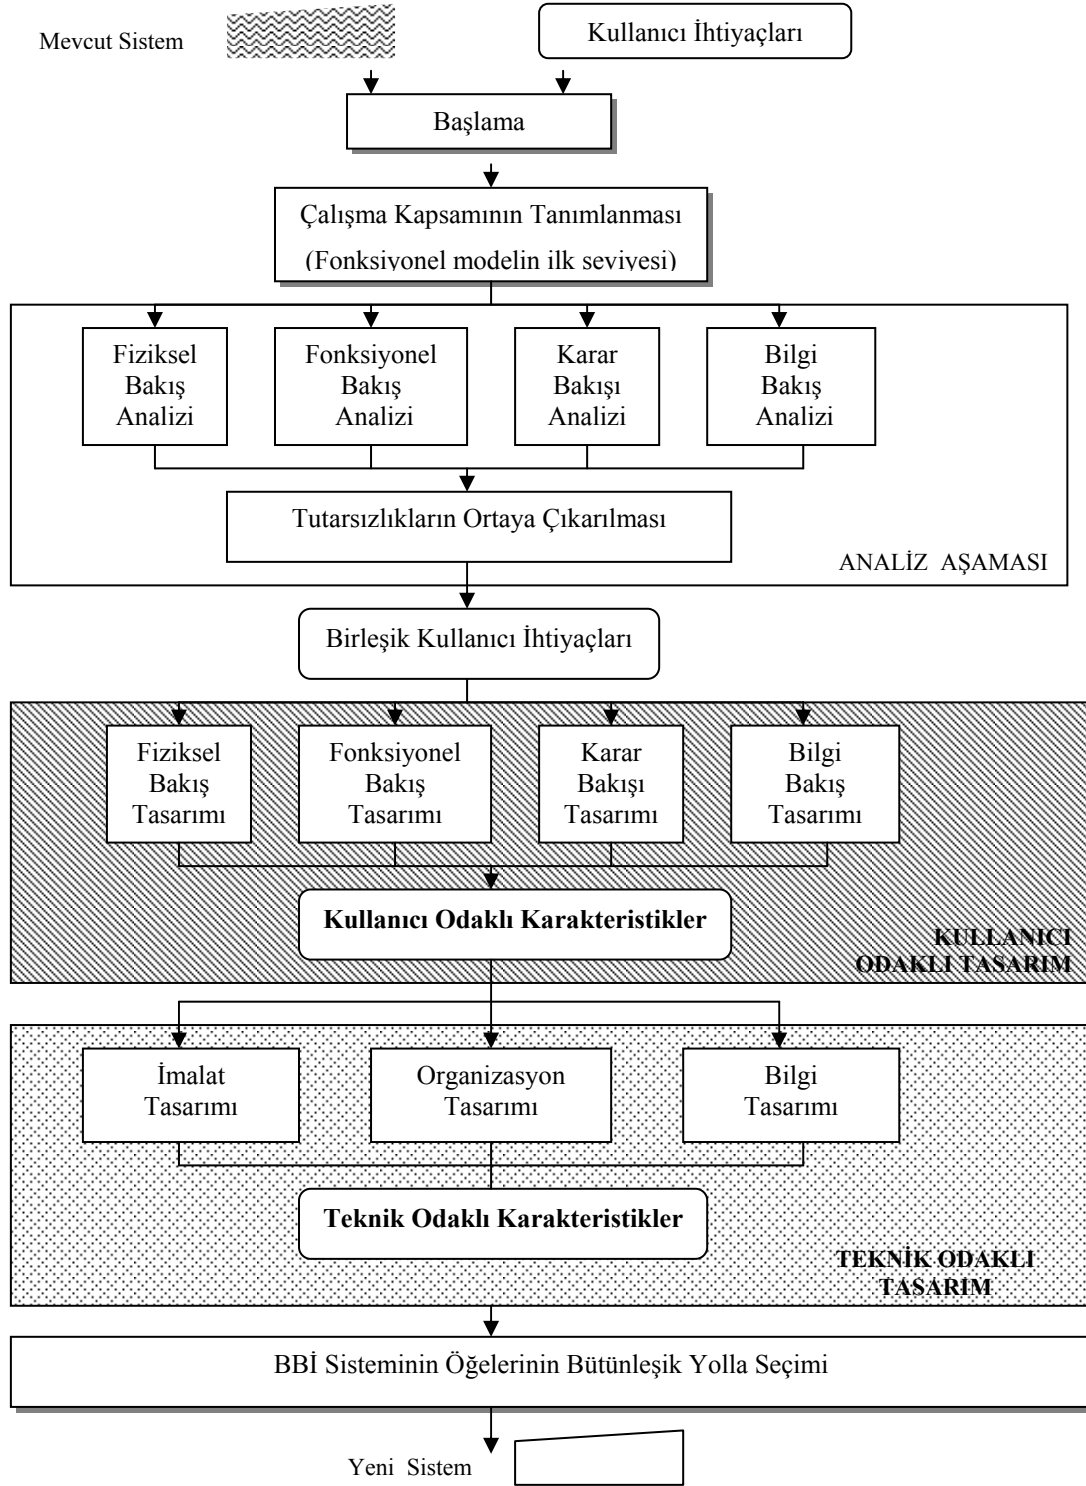 Mevcut Sistem
Kullanıcı İhtiyaçları
Başlama
Çalışma Kapsamının Tanımlanması
(Fonksiyonel modelin ilk seviyesi)
Fiziksel
Bakış
Analizi
Fonksiyonel
Bakış
Analizi
Karar
Bakışı
Analizi
Bilgi
Bakış
Analizi
Tutarsızlıkların Ortaya Çıkarılması
ANALİZ AŞAMASI
Birleşik Kullanıcı İhtiyaçları
Fiziksel
Bakış
Tasarımı
Fonksiyonel
Bakış
Tasarımı
Karar
Bakışı
Tasarımı
Bilgi
Bakış
Tasarımı
Kullanıcı Odaklı Karakteristikler
KULLANICI
ODAKLI TASARIM
İmalat
Tasarımı
Organizasyon
Tasarımı
Bilgi
Tasarımı
Teknik Odaklı Karakteristikler
TEKNİK ODAKLI
TASARIM
BBİ Sisteminin Öğelerinin Bütünleşik Yolla Seçimi
Yeni Sistem